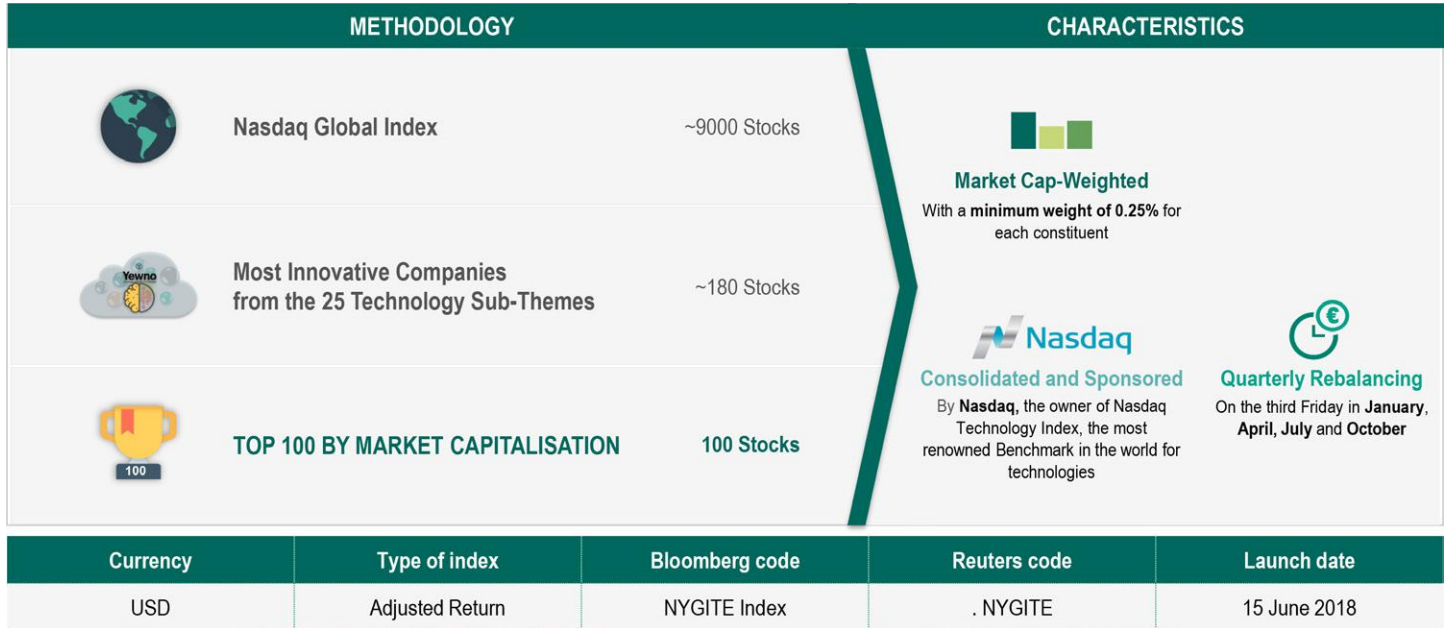 METHODOLOGY
CHARACTERISTICS
Nasdaq Global Index
~9000 Stocks
Yewno
Most Innovative Companies
from the 25 Technology Sub-Themes
~180 Stocks
100
TOP 100 BY MARKET CAPITALISATION
100 Stocks
Market Cap-Weighted
With a minimum weight of 0.25% for
each constituent
Nasdaq
Consolidated and Sponsored
By Nasdaq, the owner of Nasdaq
Technology Index, the most
renowned Benchmark in the world for
technologies
€
Quarterly Rebalancing
On the third Friday in January,
April, July and October
Currency
Type of index
Bloomberg code
Reuters code
Launch date
USD
Adjusted Return
NYGITE Index
. NYGITE
15 June 2018